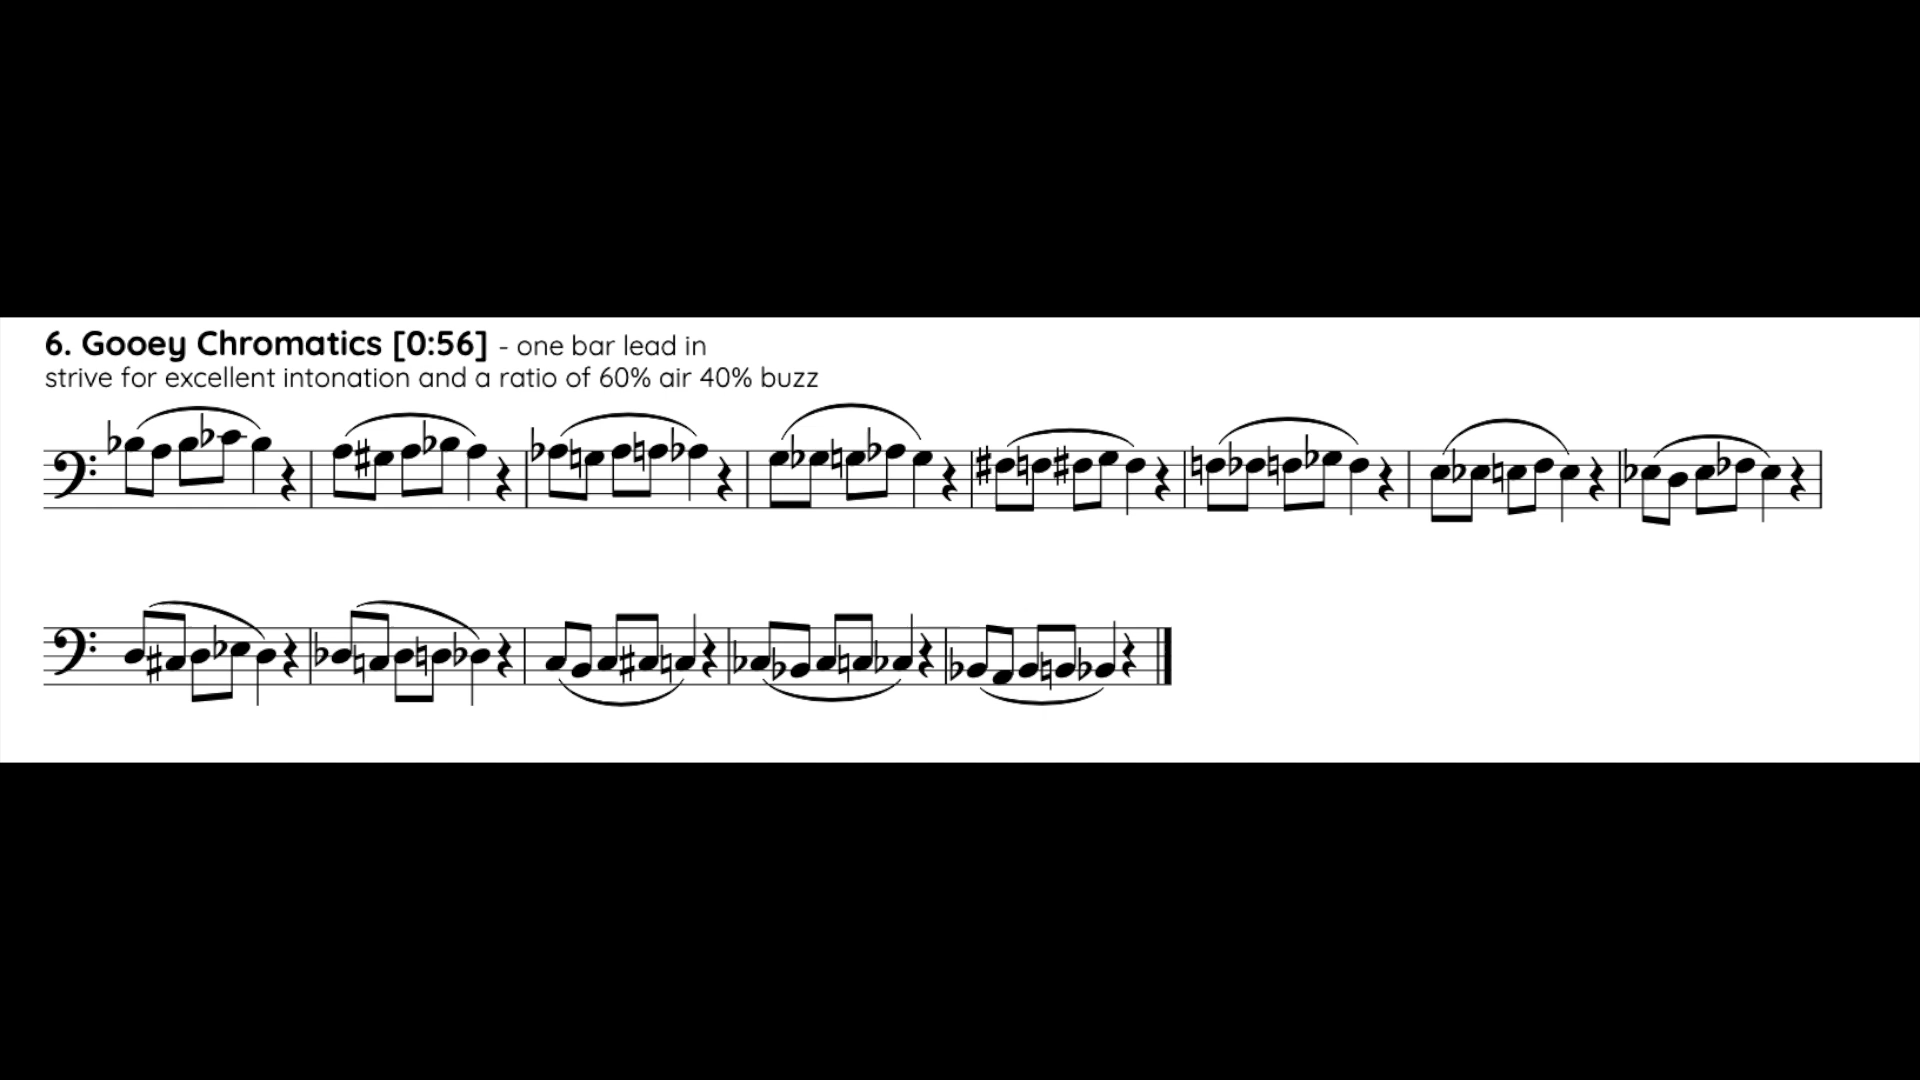 6. Gooey Chromatics [0:56] - one bar lead in
strive for excellent intonation and a ratio of 60% air 40% buzz